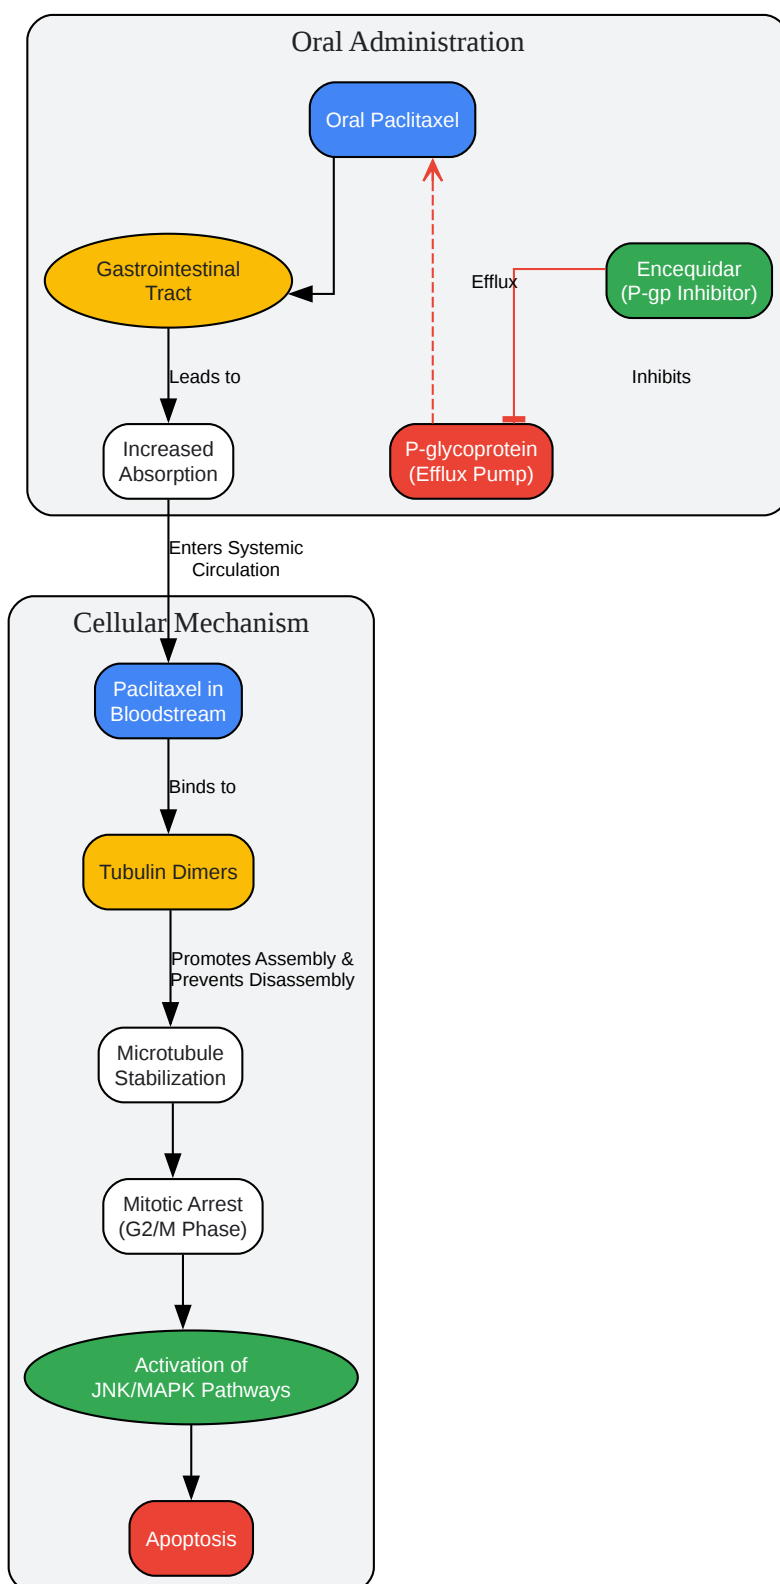 Oral Administration
Oral Paclitaxel
Gastrointestinal
Tract
Efflux
Encequidar
(P-gp Inhibitor)
Leads to
Inhibits
Increased
Absorption
P-glycoprotein
(Efflux Pump)
Enters Systemic
Circulation
Cellular Mechanism
Paclitaxel in
Bloodstream
Binds to
Tubulin Dimers
Promotes Assembly &
Prevents Disassembly
Microtubule
Stabilization
Mitotic Arrest
(G2/M Phase)
Activation of
JNK/MAPK Pathways
Apoptosis